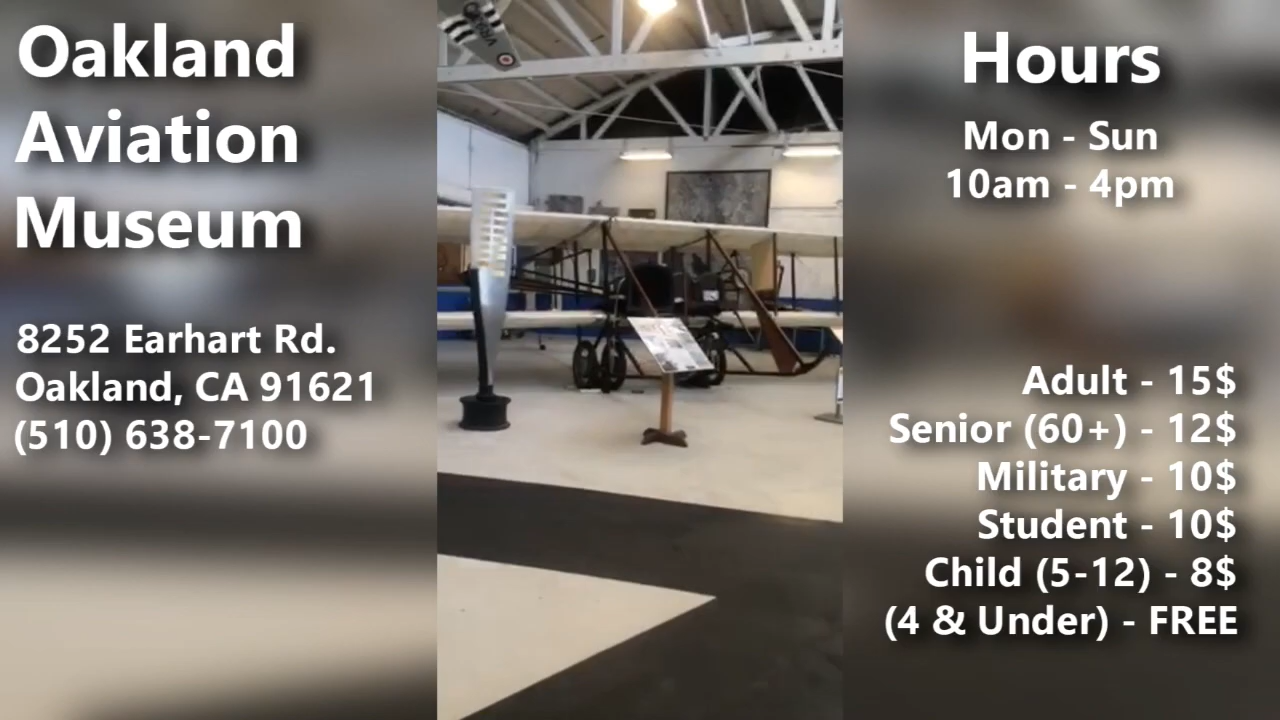 Oakland
Aviation
Museum
8252 Earhart Rd.
Oakland, CA 91621
(510) 638-7100
Hours
Mon - Sun
10am - 4pm
Adult - 15$
Senior (60+) - 12$
Military - 10$
Student - 10$
Child (5-12) - 8$
(4 & Under) - FREE